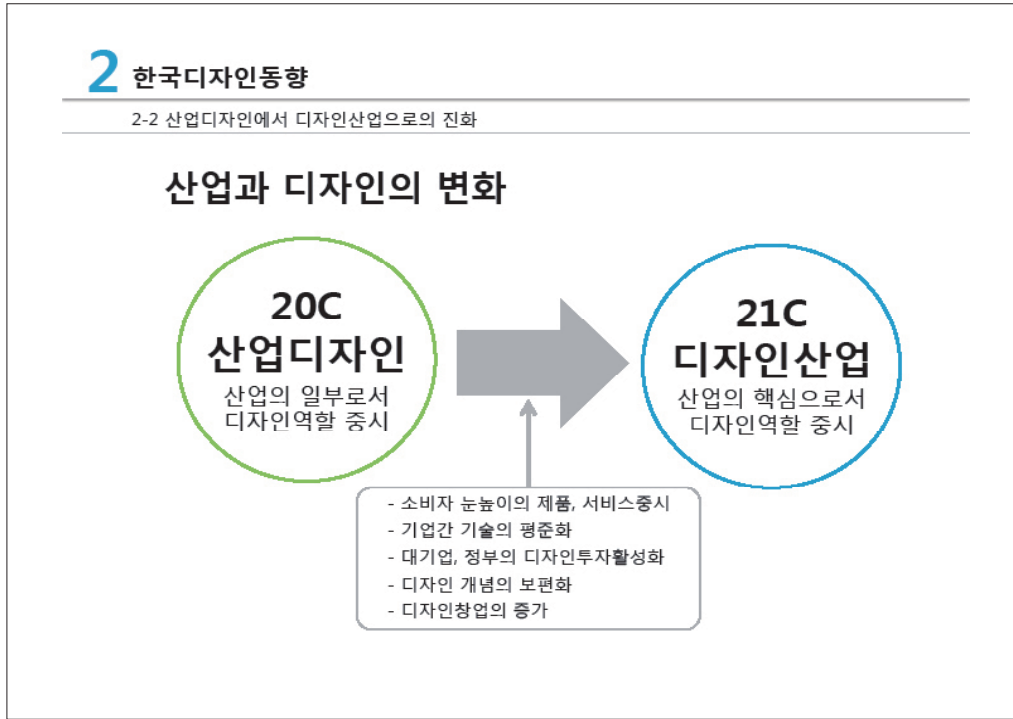 2 한국디자인동향
2-2 산업디자인에서 디자인산업으로의 진화
산업과 디자인의 변화
20C
산업디자인
산업의 일부로서
디자인역할 중시
21C
디자인산업
산업의 핵심으로서
디자인역할 중시
- 소비자 눈높이의 제품, 서비스중시
- 기업간 기술의 평준화
- 대기업, 정부의 디자인투자활성화
- 디자인 개념의 보편화
- 디자인창업의 증가